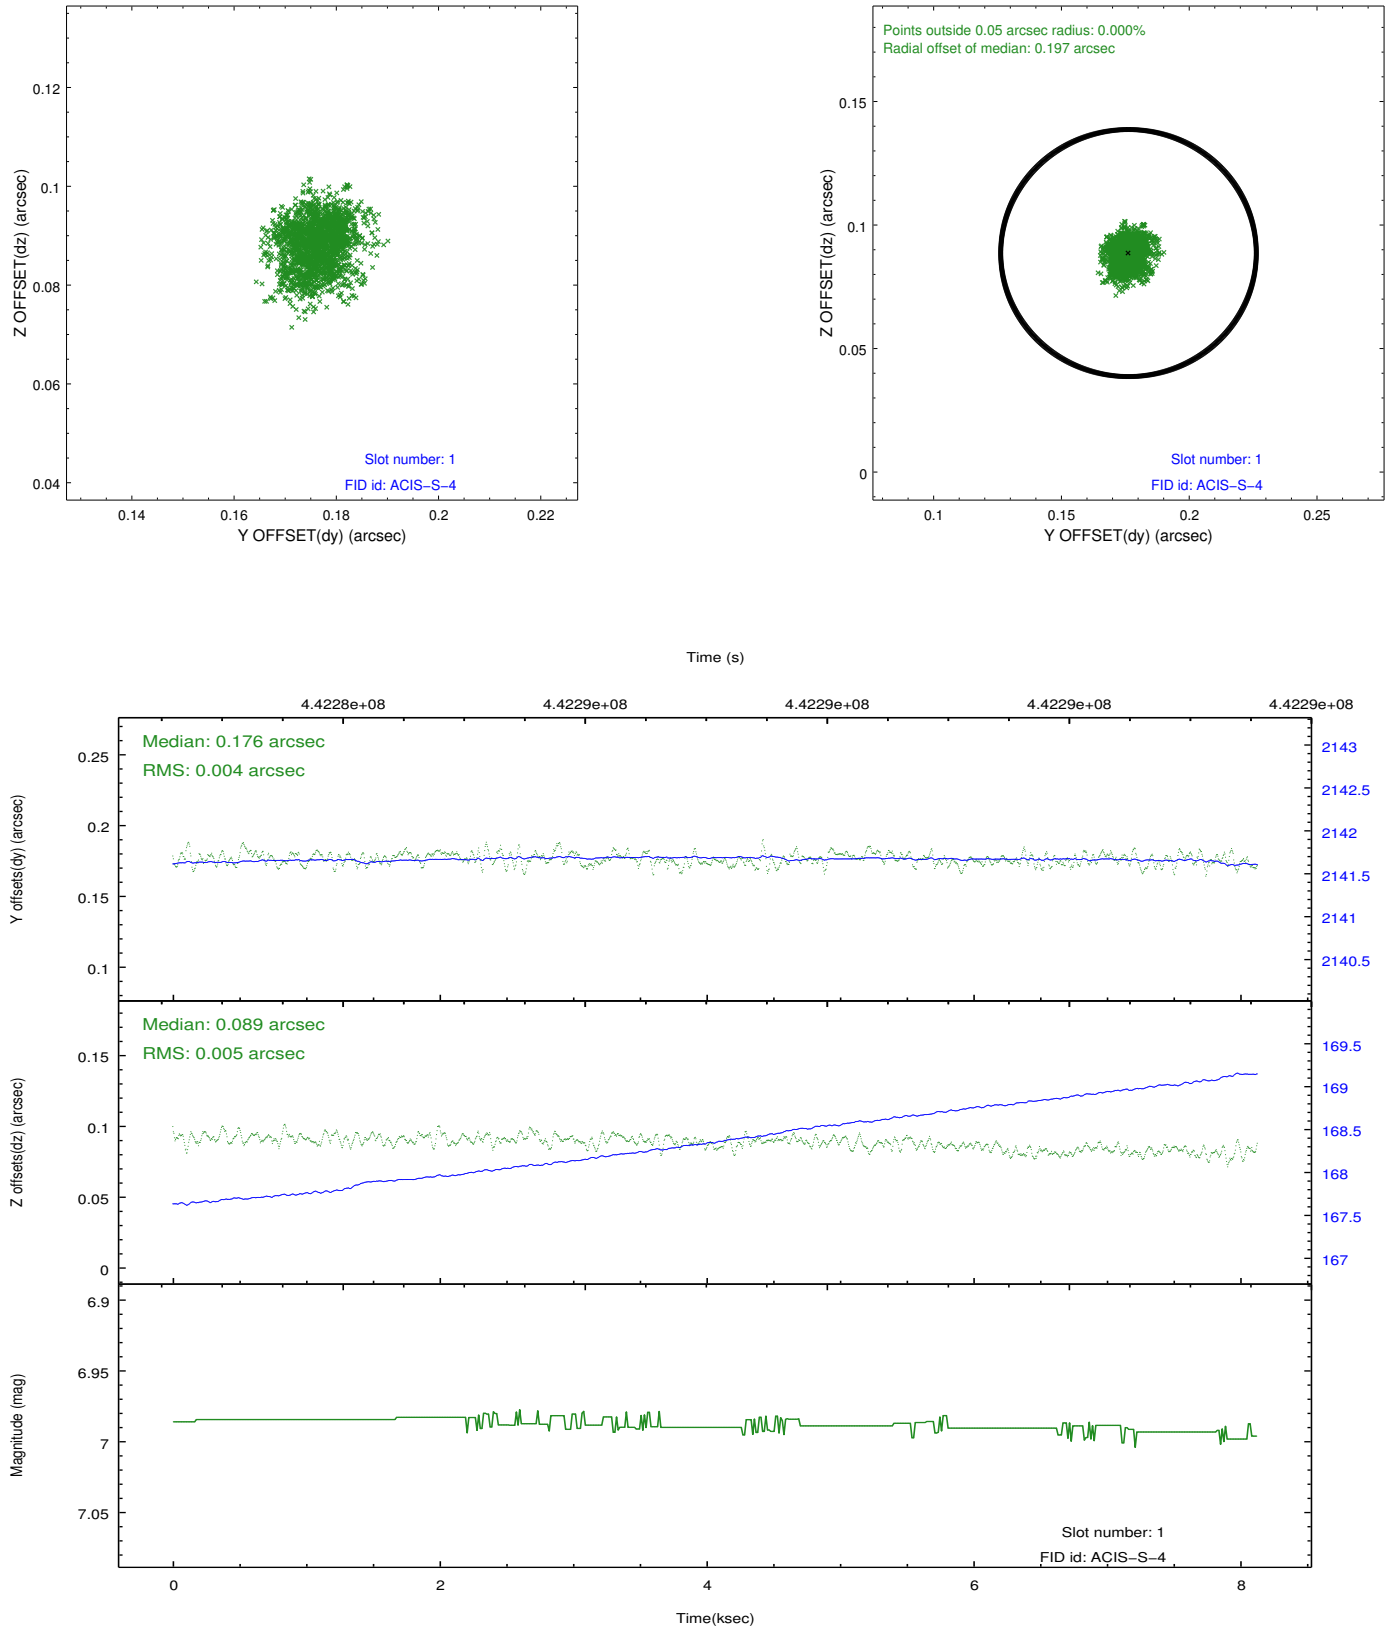 0.12
0.1
0.08
0.06
0.04
Z OFFSET(dz) (arcsec)
Slot number: 1
FID id: ACIS−S−4
0.14 0.16 0.18 0.2 0.22
Y OFFSET(dy) (arcsec)
Points outside 0.05 arcsec radius: 0.000%
Radial offset of median: 0.197 arcsec
0.15
0.1
0.05
0
Z OFFSET(dz) (arcsec)
Slot number: 1
FID id: ACIS−S−4
0.1 0.15 0.2 0.25
Y OFFSET(dy) (arcsec)
Time (s)
4.4228e+08 4.4229e+08 4.4229e+08 4.4229e+08 4.4229e+08
Median: 0.176 arcsec
RMS: 0.004 arcsec
0.25
0.2
0.15
0.1
Y offsets(dy) (arcsec)
2143
2142.5
2142
2141.5
2141
2140.5
Median: 0.089 arcsec
RMS: 0.005 arcsec
0.15
0.1
0.05
0
Z offsets(dz) (arcsec)
169.5
169
168.5
168
167.5
167
6.9
6.95
7
7.05
Magnitude (mag)
Slot number: 1
FID id: ACIS−S−4
0 2 4 6 8
Time(ksec)